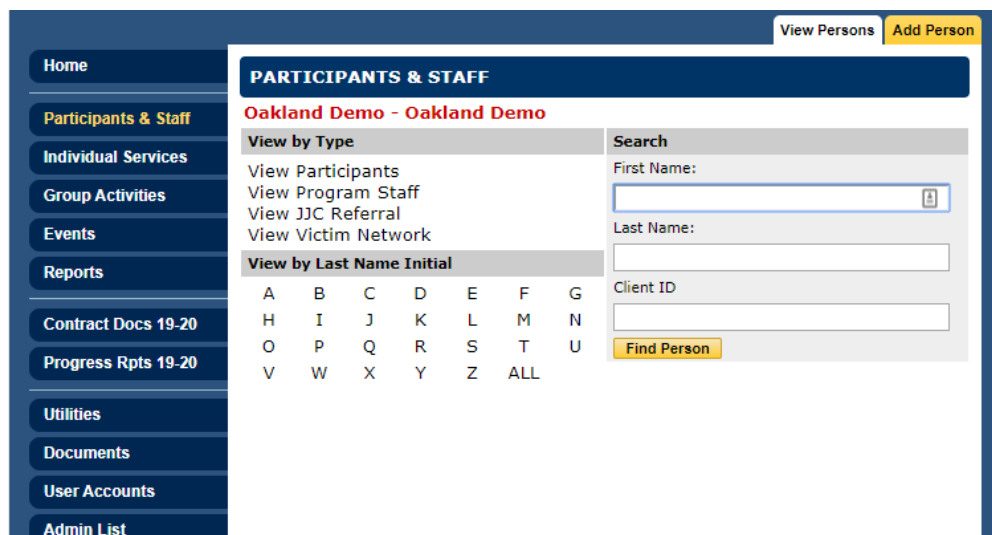 View Persons Add Person
Home
Participants & Staff
Individual Services
Group Activities
Events
Reports
Contract Docs 19-20
Progress Rpts 19-20
Utilities
Documents
User Accounts
Admin List
PARTICIPANTS & STAFF
Oakland Demo - Oakland Demo
View by Type
View Participants
View Program Staff
View JJC Referral
View Victim Network
View by Last Name Initial
A B C D E F G
H I J K L M N
O P Q R S T U
V W X Y Z ALL
Search
First Name:
Last Name:
Client ID
Find Person